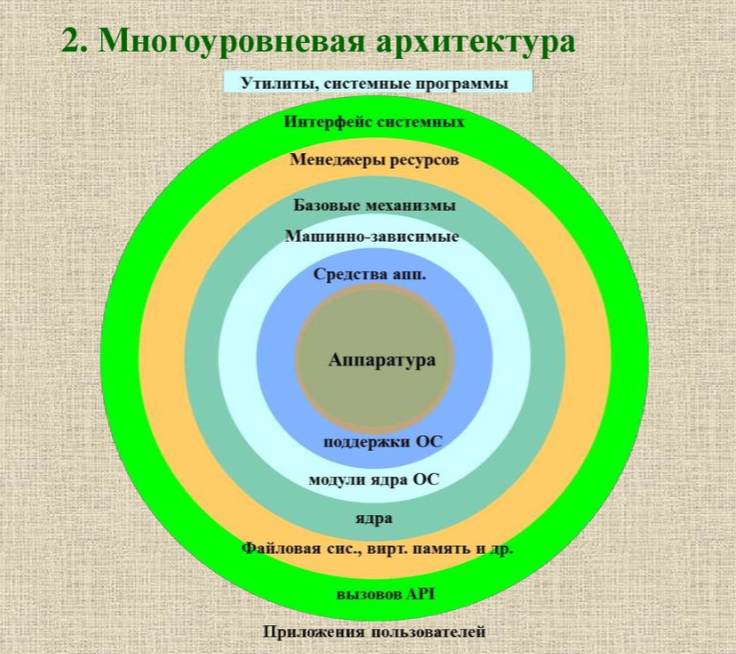 2. Многоуровневая архитектура
Утилиты, системные программы
Интерфейс системных
Менеджеры ресурсов
Базовые механизмы
Машинно-зависимые
Средства апп.
Аппаратура
поддержки ОС
модули ядра ОС
ядра
Файловая сис., вирт. память и др.
вызовов API
Приложения пользователей